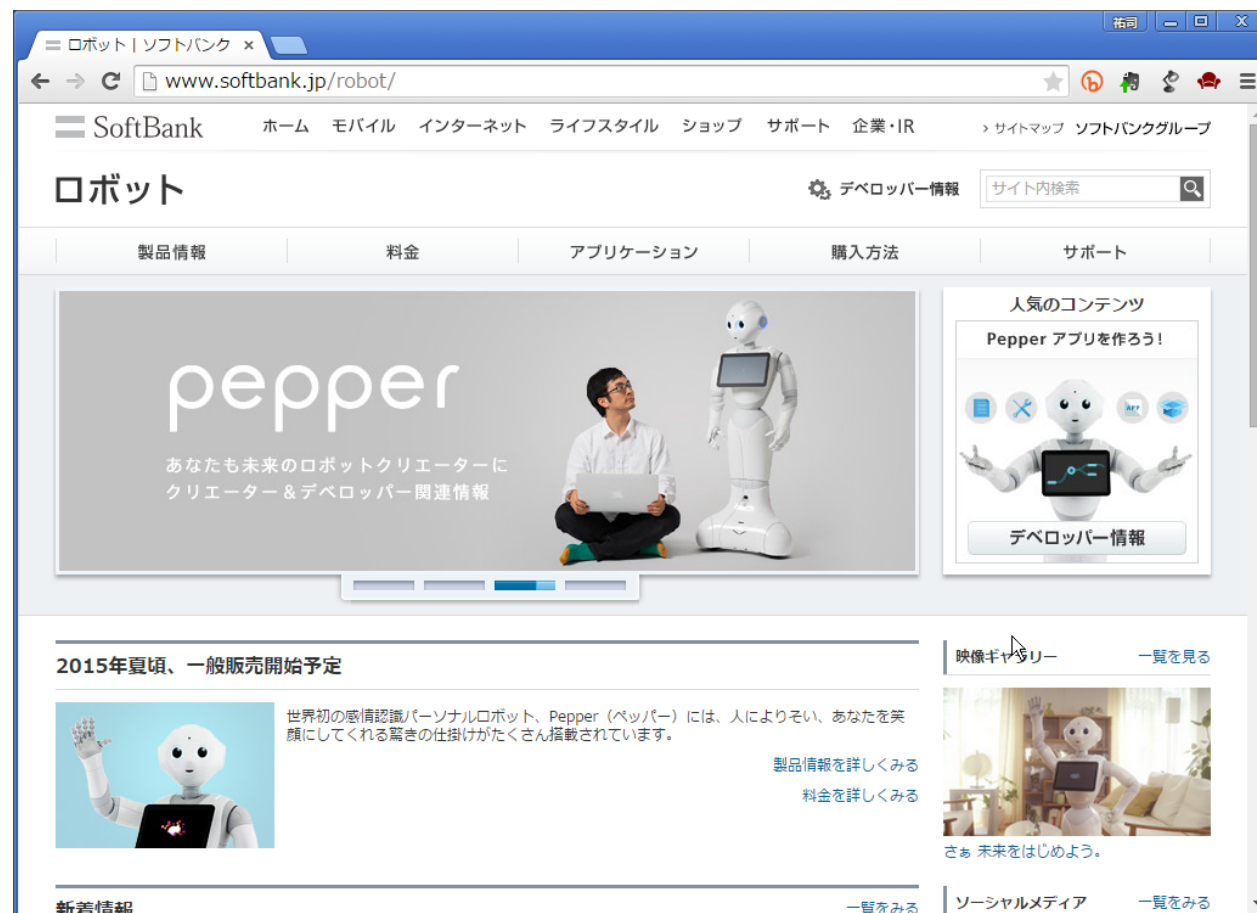 祐司
ロボット | ソフトバンク
www.softbank.jp/robot/
SoftBank
ホーム モバイル インターネット ライフスタイル ショップ サポート 企業・IR
› サイトマップ ソフトバンクグループ
ロボット
デベロッパー情報
サイト内検索
製品情報 料金 アプリケーション 購入方法 サポート
pepper
あなたも未来のロボットクリエーターに
クリエーター＆デベロッパー関連情報
人気のコンテンツ
Pepper アプリを作ろう!
APP
デベロッパー情報
2015年夏頃、一般販売開始予定
世界初の感情認識パーソナルロボット、Pepper（ペッパー）には、人によりそい、あなたを笑
顔にしてくれる驚きの仕掛けがたくさん搭載されています。
製品情報を詳しくみる
料金を詳しくみる
映像ギャラリー 一覧を見る
さぁ 未来をはじめよう。
新着情報 一覧をみる
ソーシャルメディア 一覧をみる